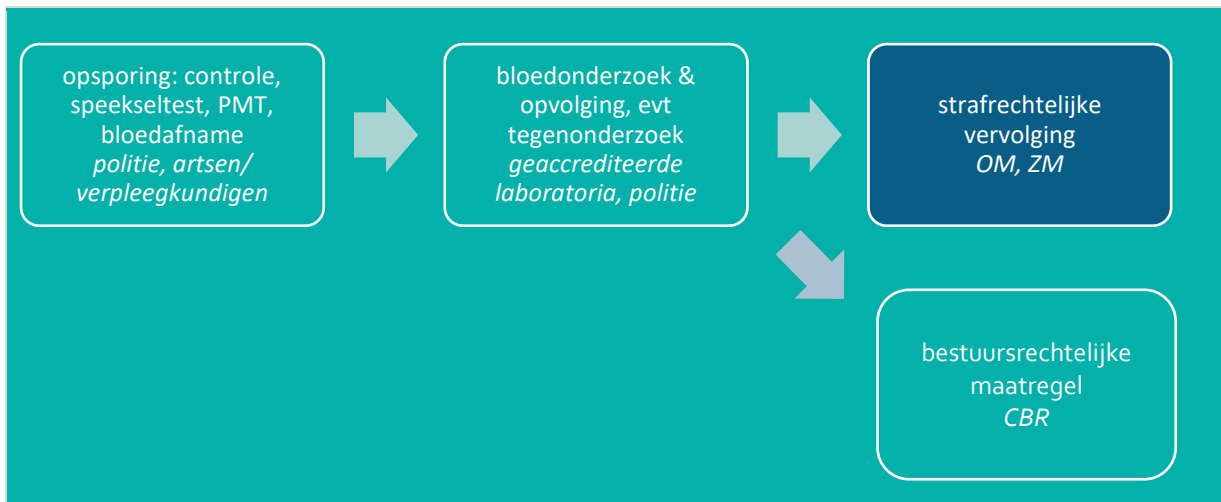 opsporing: controle,
speekseltest, PMT,
bloedafname
politie, artsen/
verpleegkundigen
bloedonderzoek &
opvolging, evt
tegenonderzoek
geaccrediteerde
laboratoria, politie
strafrechtelijke
vervolging
OM, ZM
bestuursrechtelijke
maatregel
CBR